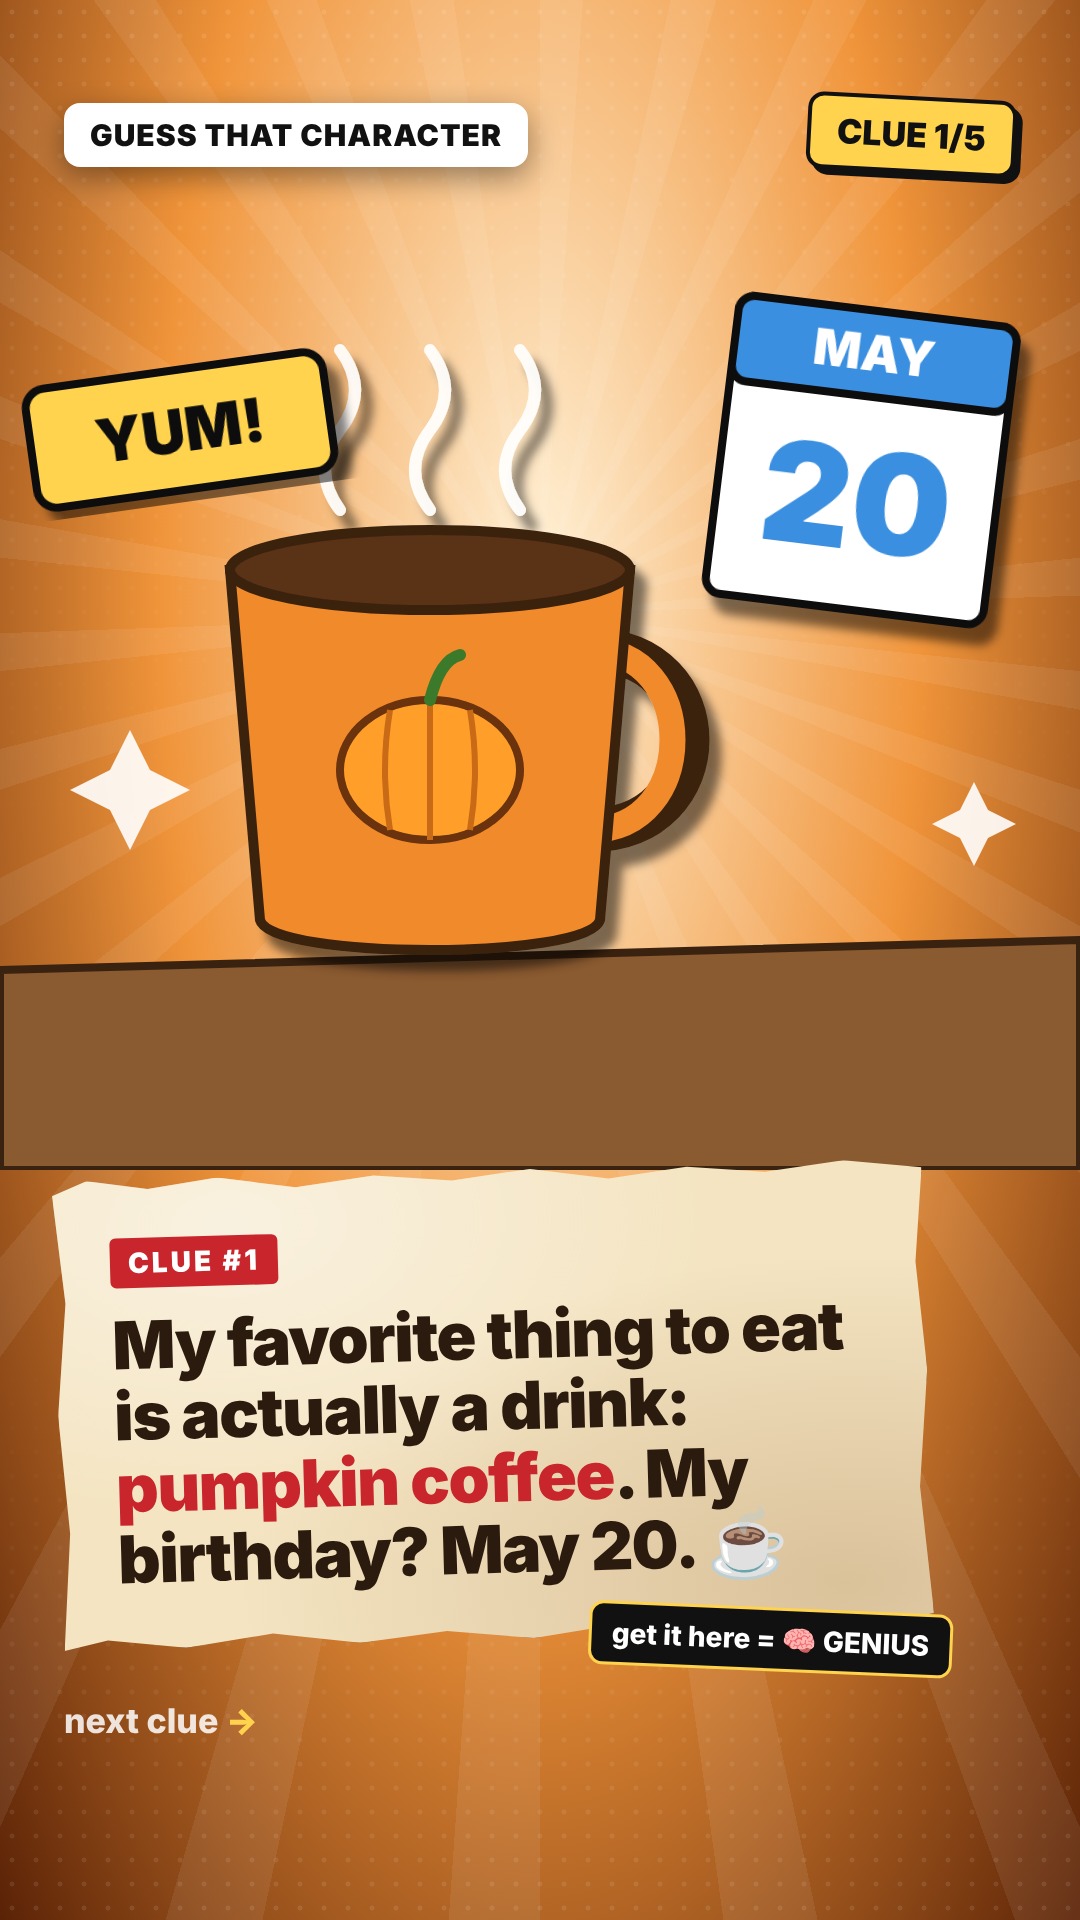 GUESS THAT CHARACTER
CLUE 1/5
YUM!
MAY
20
CLUE #1
My favorite thing to eat
is actually a drink:
pumpkin coffee. My
birthday? May 20. ☕
get it here = 🧠 GENIUS
next clue →